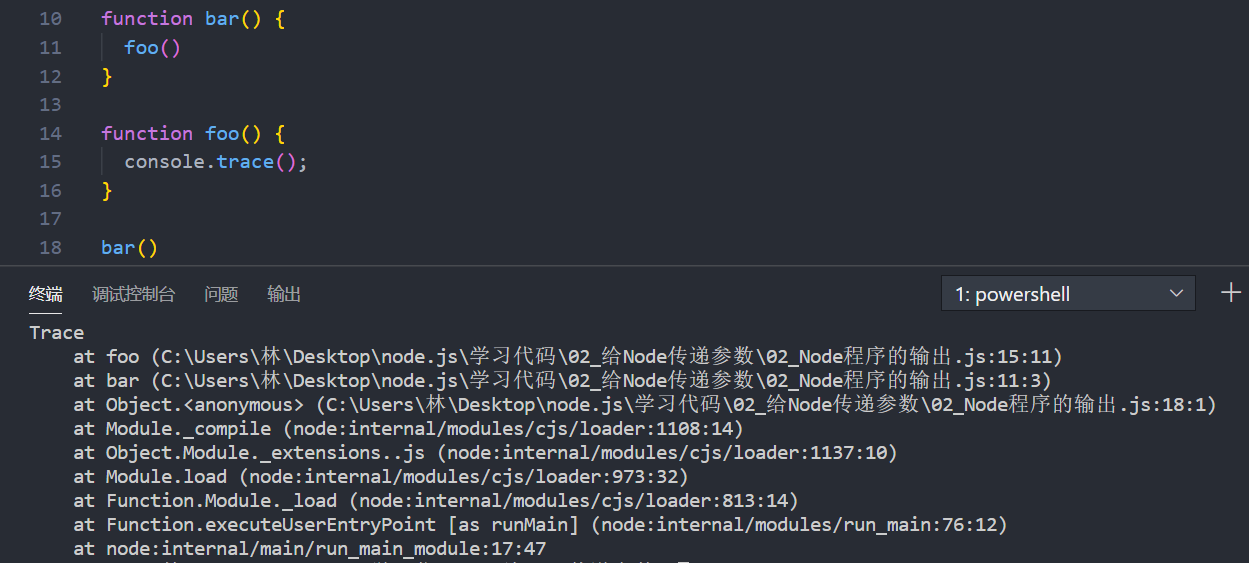 10 function bar() {
11 foo()
12 }
13
14 function foo() {
15 console.trace();
16 }
17
18 bar()
终端 调试控制台 问题 输出 1: powershell
Trace
at foo (C:\Users\林\Desktop\node.js\学习代码\02_给Node传递参数\02_Node程序的输出.js:15:11)
at bar (C:\Users\林\Desktop\node.js\学习代码\02_给Node传递参数\02_Node程序的输出.js:11:3)
at Object.<anonymous> (C:\Users\林\Desktop\node.js\学习代码\02_给Node传递参数\02_Node程序的输出.js:18:1)
at Module._compile (node:internal/modules/cjs/loader:1108:14)
at Object.Module._extensions..js (node:internal/modules/cjs/loader:1137:10)
at Module.load (node:internal/modules/cjs/loader:973:32)
at Function.Module._load (node:internal/modules/cjs/loader:813:14)
at Function.executeUserEntryPoint [as runMain] (node:internal/modules/run_main:76:12)
at node:internal/main/run_main_module:17:47